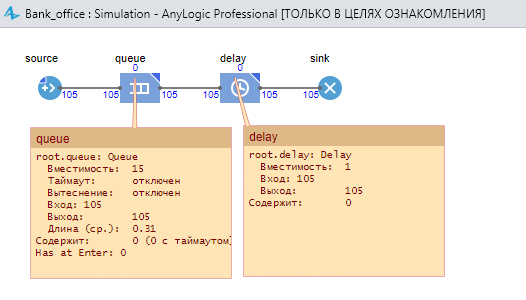 Bank_office : Simulation - AnyLogic Professional [ТОЛЬКО В ЦЕЛЯХ ОЗНАКОМЛЕНИЯ]
source queue delay sink
0 0
105 105 105 105 105 105
queue
root.queue: Queue
Вместимость: 15
Таймаут: отключен
Вытеснение: отключен
Вход: 105
Выход: 105
Длина (ср.): 0.31
Содержит: 0 (0 с таймаутом)
Has at Enter: 0
delay
root.delay: Delay
Вместимость: 1
Вход: 105
Выход: 105
Содержит: 0